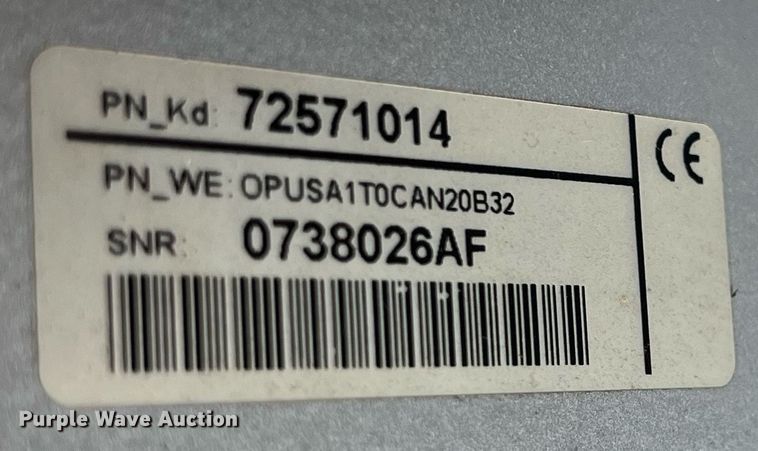 PN_Kd: 72571014
CE
PN_WE: OPUSA1T0CAN20B32
SNR: 0738026AF
Purple Wave Auction